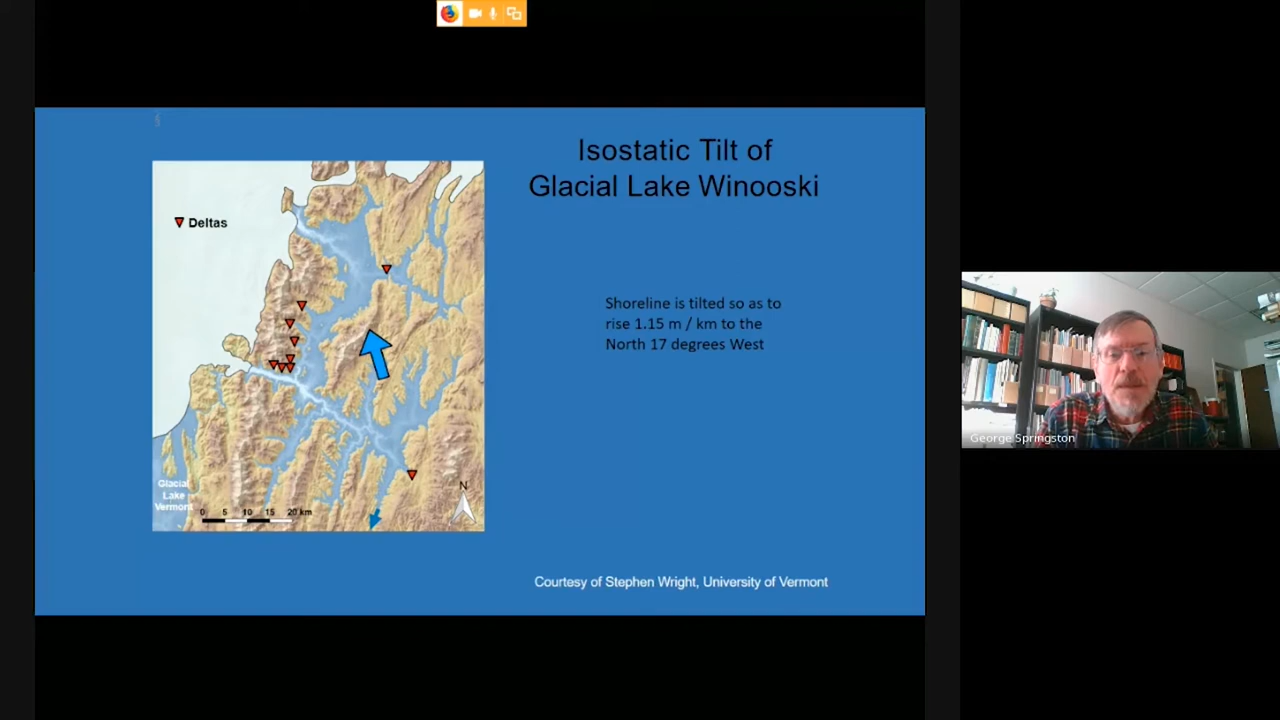 Isostatic Tilt of
Glacial Lake Winooski
Deltas
Shoreline is tilted so as to
rise 1.15 m / km to the
North 17 degrees West
Glacial
Lake
Vermont
0 5 10 15 20 km
N
Courtesy of Stephen Wright, University of Vermont
George Springston